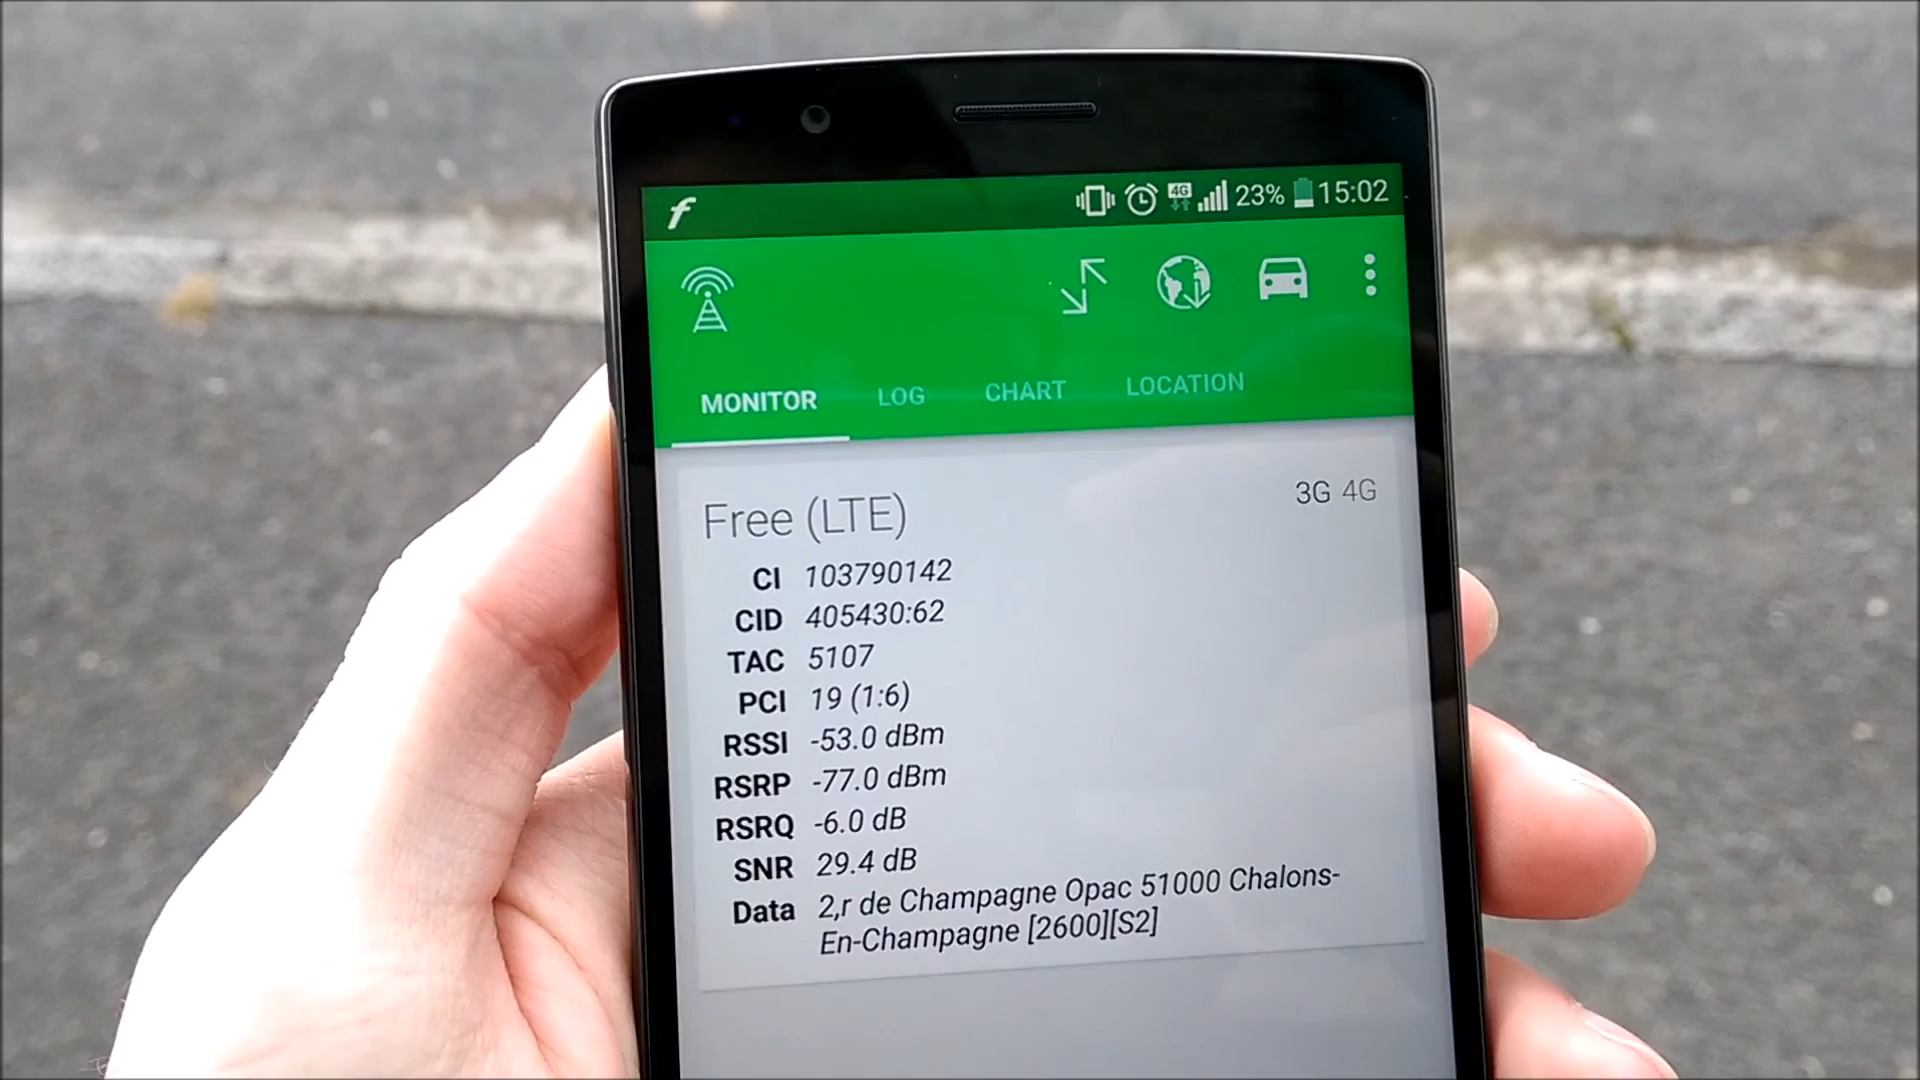 f 4G 23% 15:02
MONITOR LOG CHART LOCATION
Free (LTE) 3G 4G
CI 103790142
CID 405430:62
TAC 5107
PCI 19 (1:6)
RSSI -53.0 dBm
RSRP -77.0 dBm
RSRQ -6.0 dB
SNR 29.4 dB
Data 2,r de Champagne Opac 51000 Chalons-
En-Champagne [2600][S2]